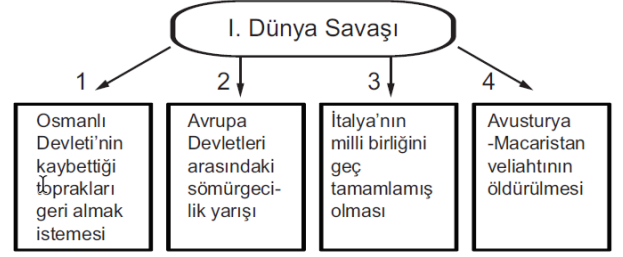 I. Dünya Savaşı
1
2
3
4
Osmanlı
Devleti’nin
kaybettiği
toprakları
geri almak
istemesi
Avrupa
Devletleri
arasındaki
sömürgeci-
lik yarışı
İtalya’nın
milli birliğini
geç
tamamlamış
olması
Avusturya
-Macaristan
veliahtının
öldürülmesi